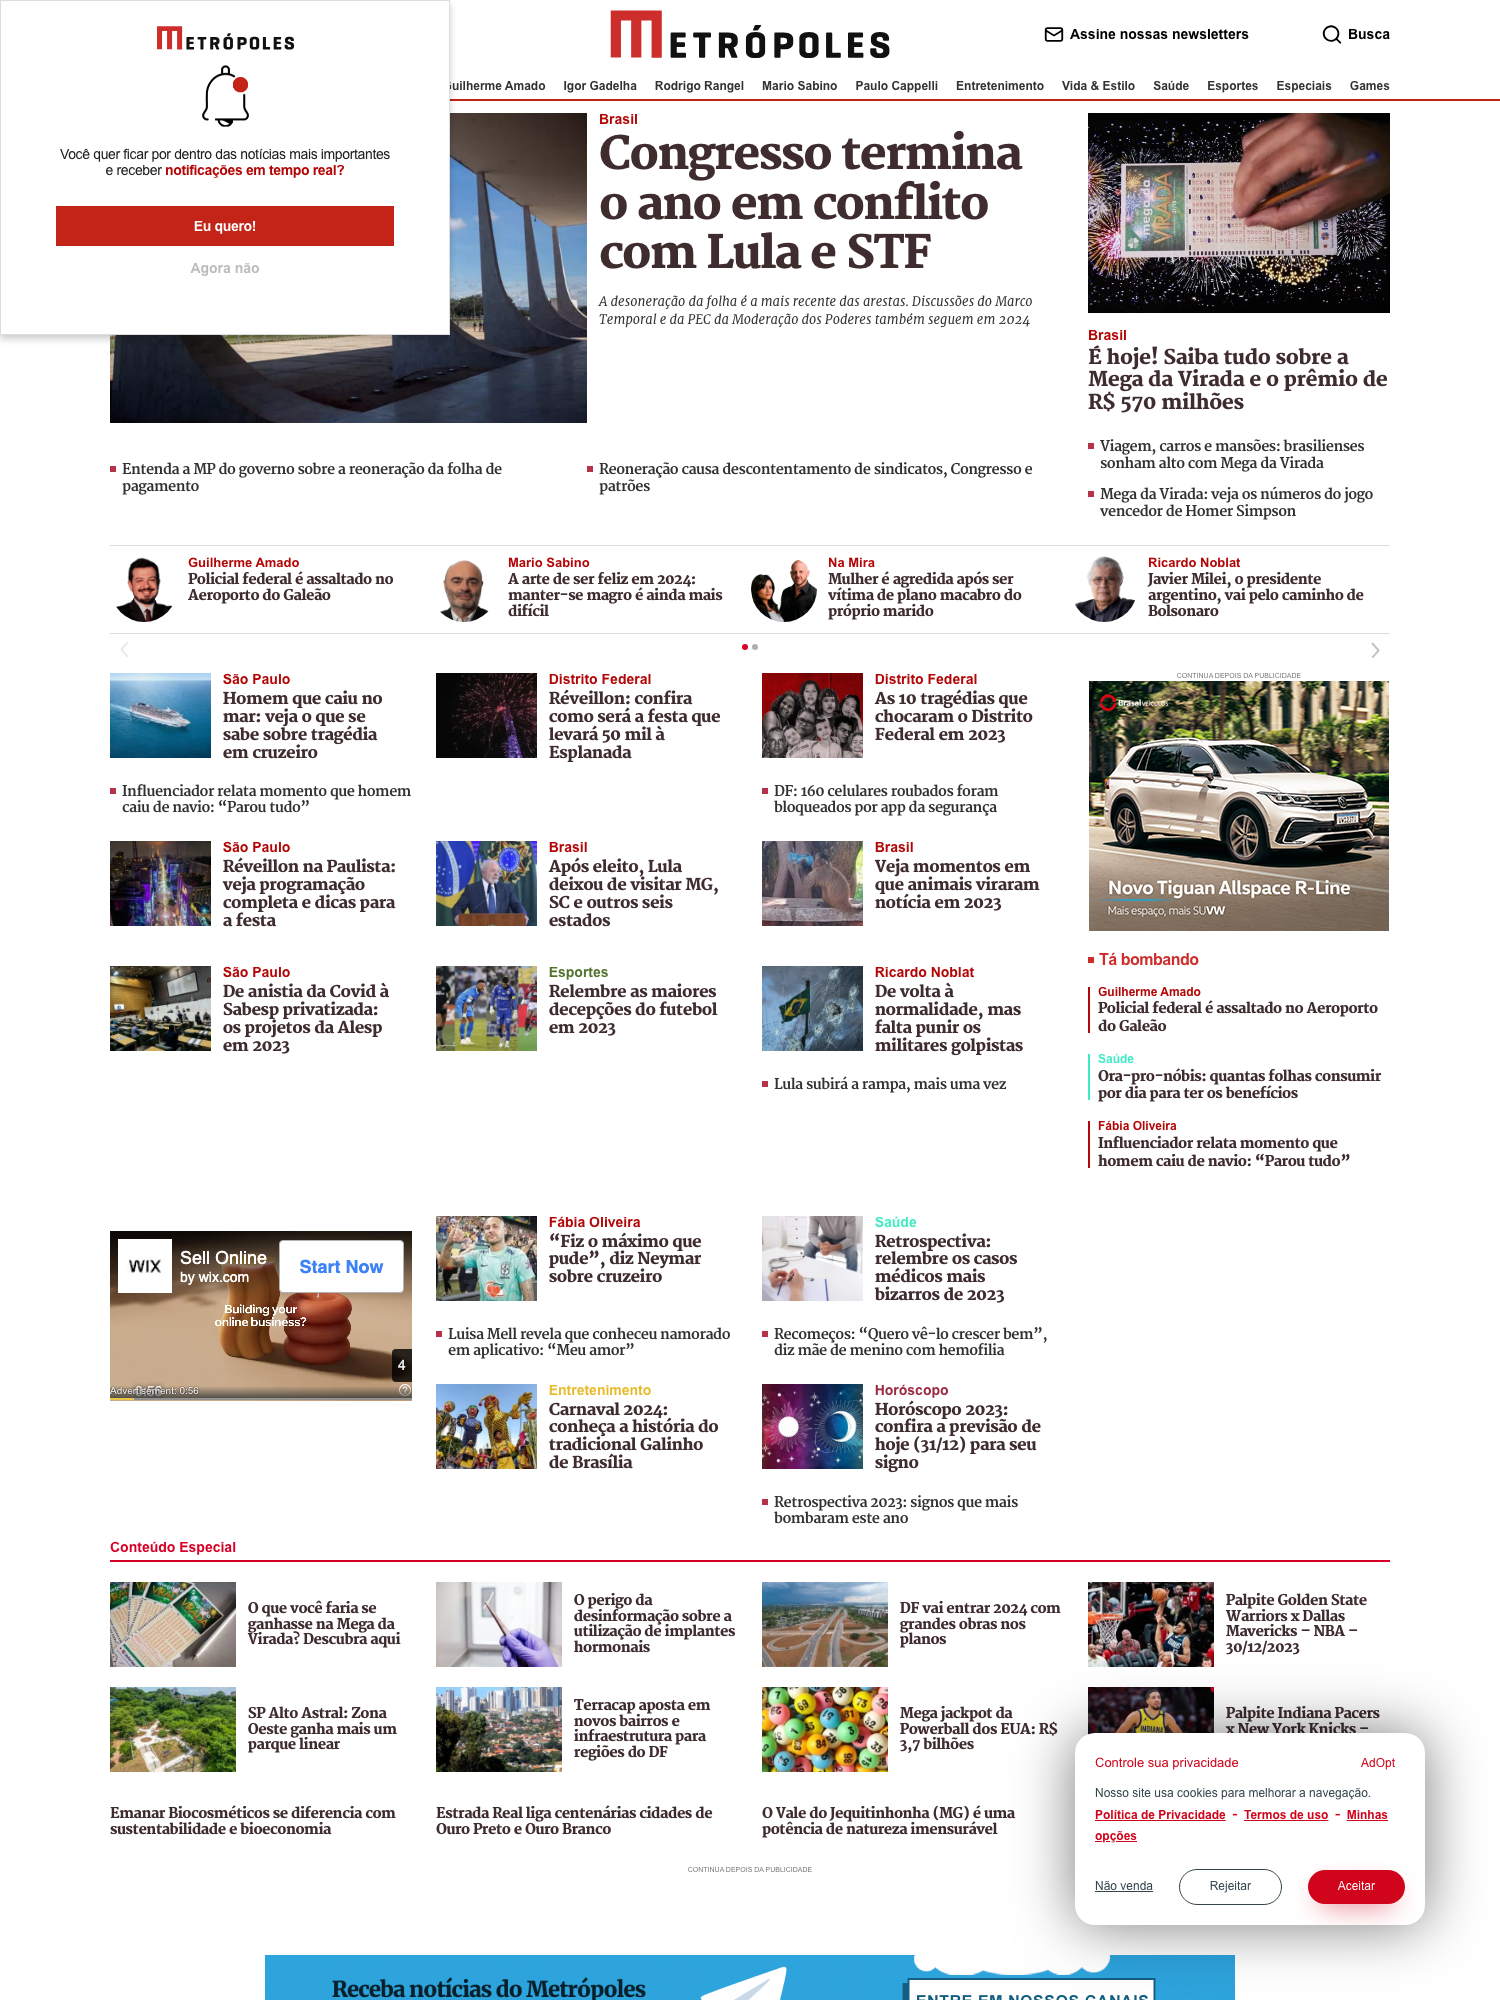 METRÓPOLES
Você quer ficar por dentro das notícias mais importantes
e receber notificações em tempo real?
Eu quero!
Agora não
METRÓPOLES
Assine nossas newsletters
Busca
Guilherme Amado
Igor Gadelha
Rodrigo Rangel
Mario Sabino
Paulo Cappelli
Entretenimento
Vida & Estilo
Saúde
Esportes
Especiais
Games
Brasil
Congresso termina
o ano em conflito
com Lula e STF
A desoneração da folha é a mais recente das arestas. Discussões do Marco
Temporal e da PEC da Moderação dos Poderes também seguem em 2024
Entenda a MP do governo sobre a reoneração da folha de
pagamento
Reoneração causa descontentamento de sindicatos, Congresso e
patrões
mega da
VIRADA
Brasil
É hoje! Saiba tudo sobre a
Mega da Virada e o prêmio de
R$ 570 milhões
Viagem, carros e mansões: brasilienses
sonham alto com Mega da Virada
Mega da Virada: veja os números do jogo
vencedor de Homer Simpson
Guilherme Amado
Policial federal é assaltado no
Aeroporto do Galeão
Mario Sabino
A arte de ser feliz em 2024:
manter-se magro é ainda mais
difícil
Na Mira
Mulher é agredida após ser
vítima de plano macabro do
próprio marido
Ricardo Noblat
Javier Milei, o presidente
argentino, vai pelo caminho de
Bolsonaro
São Paulo
Homem que caiu no
mar: veja o que se
sabe sobre tragédia
em cruzeiro
Influenciador relata momento que homem
caiu de navio: “Parou tudo”
Distrito Federal
Réveillon: confira
como será a festa que
levará 50 mil à
Esplanada
Distrito Federal
As 10 tragédias que
chocaram o Distrito
Federal em 2023
DF: 160 celulares roubados foram
bloqueados por app da segurança
São Paulo
Réveillon na Paulista:
veja programação
completa e dicas para
a festa
Brasil
Após eleito, Lula
deixou de visitar MG,
SC e outros seis
estados
Brasil
Veja momentos em
que animais viraram
notícia em 2023
São Paulo
De anistia da Covid à
Sabesp privatizada:
os projetos da Alesp
em 2023
Esportes
Relembre as maiores
decepções do futebol
em 2023
Ricardo Noblat
De volta à
normalidade, mas
falta punir os
militares golpistas
Lula subirá a rampa, mais uma vez
CONTINUA DEPOIS DA PUBLICIDADE
Brasal veículos
Novo Tiguan Allspace R-Line
Mais espaço, mais SUVW
Tá bombando
Guilherme Amado
Policial federal é assaltado no Aeroporto
do Galeão
Saúde
Ora-pro-nóbis: quantas folhas consumir
por dia para ter os benefícios
Fábia Oliveira
Influenciador relata momento que
homem caiu de navio: “Parou tudo”
WIX
Sell Online
by wix.com
Start Now
Building your
online business?
4
Advertisement: 0:56
0:56
Fábia Oliveira
“Fiz o máximo que
pude”, diz Neymar
sobre cruzeiro
Luisa Mell revela que conheceu namorado
em aplicativo: “Meu amor”
Saúde
Retrospectiva:
relembre os casos
médicos mais
bizarros de 2023
Recomeços: “Quero vê-lo crescer bem”,
diz mãe de menino com hemofilia
Entretenimento
Carnaval 2024:
conheça a história do
tradicional Galinho
de Brasília
Horóscopo
Horóscopo 2023:
confira a previsão de
hoje (31/12) para seu
signo
Retrospectiva 2023: signos que mais
bombaram este ano
Conteúdo Especial
O que você faria se
ganhasse na Mega da
Virada? Descubra aqui
O perigo da
desinformação sobre a
utilização de implantes
hormonais
DF vai entrar 2024 com
grandes obras nos
planos
Palpite Golden State
Warriors x Dallas
Mavericks – NBA –
30/12/2023
SP Alto Astral: Zona
Oeste ganha mais um
parque linear
Terracap aposta em
novos bairros e
infraestrutura para
regiões do DF
Mega jackpot da
Powerball dos EUA: R$
3,7 bilhões
INDIANA
Palpite Indiana Pacers
x New York Knicks –
Emanar Biocosméticos se diferencia com
sustentabilidade e bioeconomia
Estrada Real liga centenárias cidades de
Ouro Preto e Ouro Branco
O Vale do Jequitinhonha (MG) é uma
potência de natureza imensurável
Controle sua privacidade
AdOpt
Nosso site usa cookies para melhorar a navegação.
Política de Privacidade - Termos de uso - Minhas
opções
Não venda
Rejeitar
Aceitar
CONTINUA DEPOIS DA PUBLICIDADE
Receba notícias do Metrópoles
ENTRE EM NOSSOS CANAIS